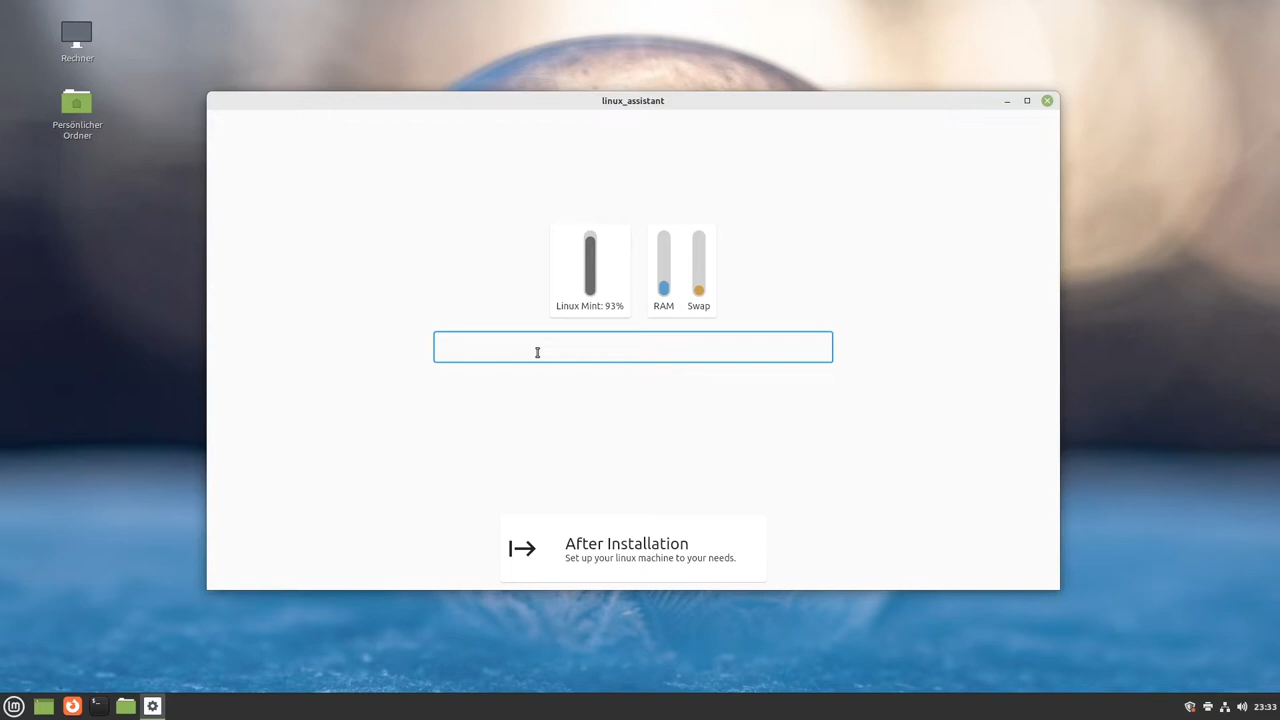 Rechner
Persönlicher
Ordner
linux_assistant
Linux Mint: 93%
RAM
Swap
After Installation
Set up your linux machine to your needs.
23:33